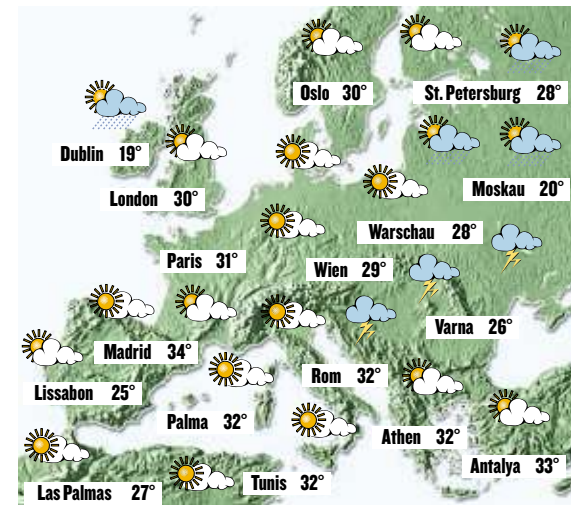 Oslo 30°
St. Petersburg 28°
Dublin 19°
London 30°
Moskau 20°
Warschau 28°
Paris 31°
Wien 29°
Varna 26°
Madrid 34°
Rom 32°
Lissabon 25°
Palma 32°
Athen 32°
Antalya 33°
Las Palmas 27°
Tunis 32°